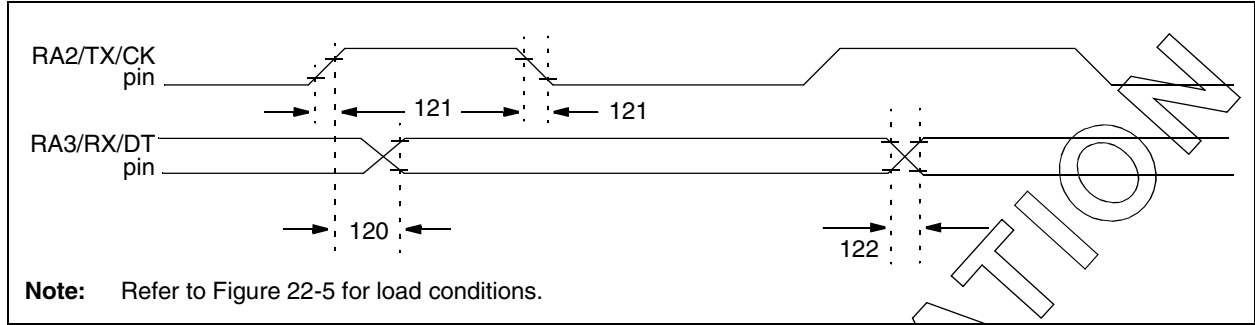 RA2/TX/CK
pin
121
121
RA3/RX/DT
pin
120
122
Note: Refer to Figure 22-5 for load conditions.
ATION